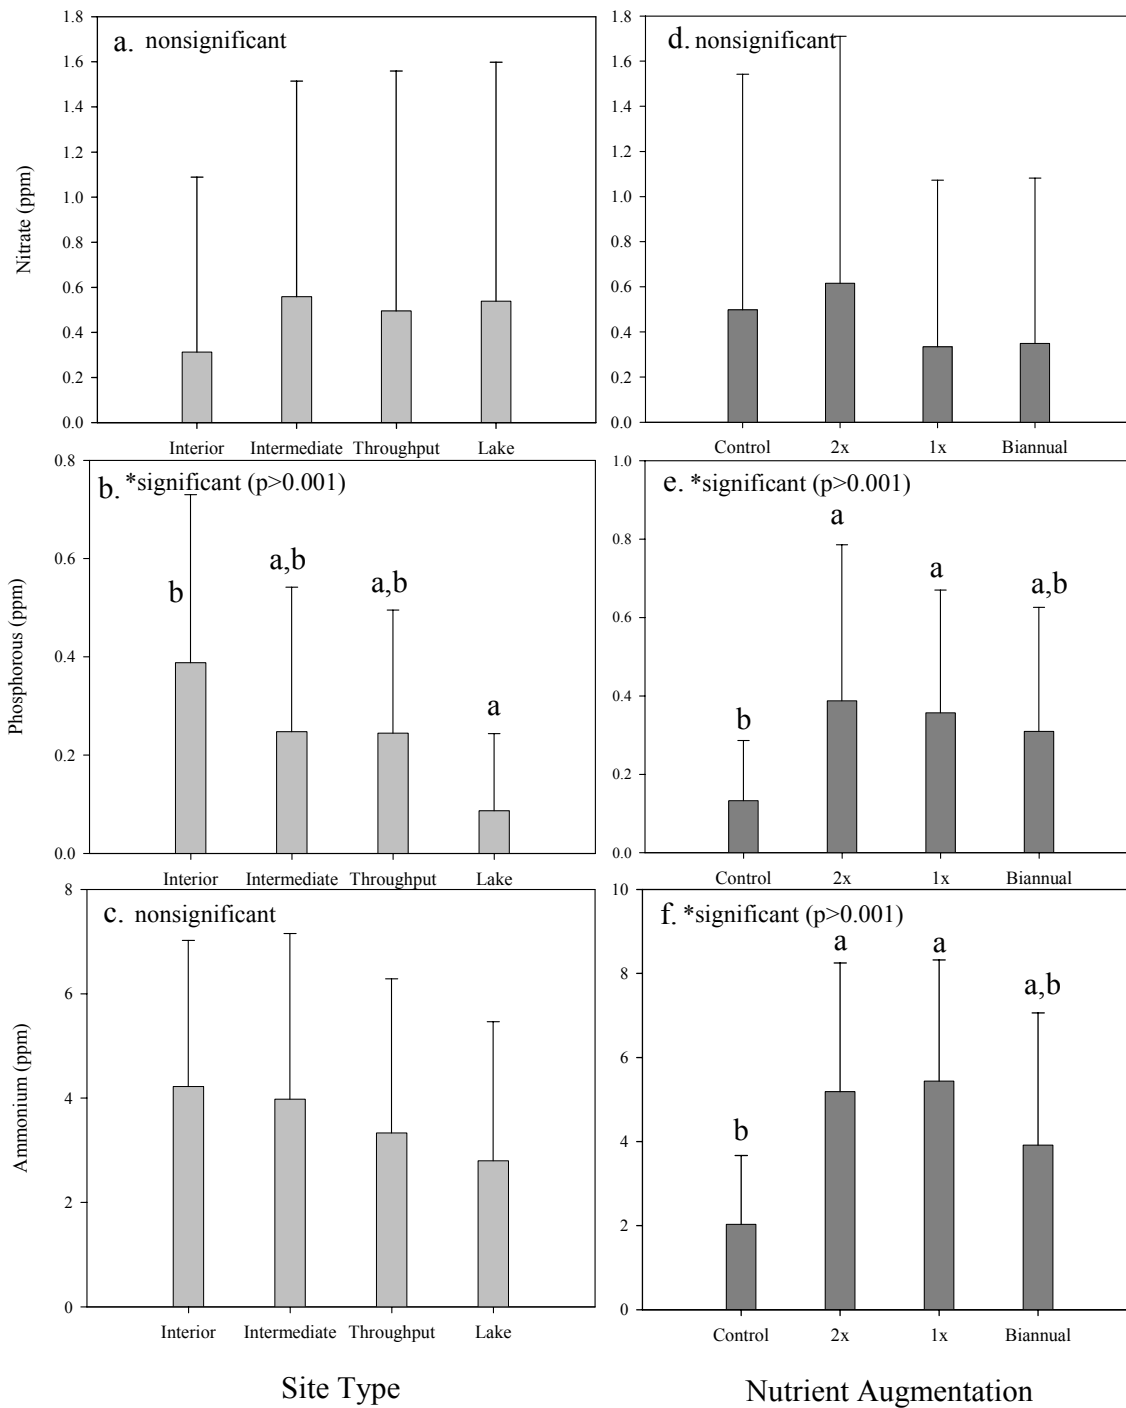 a. nonsignificant
Nitrate (ppm)
1.8
1.6
1.4
1.2
1.0
0.8
0.6
0.4
0.2
0.0
Interior Intermediate Throughput Lake
d. nonsignificant
1.8
1.6
1.4
1.2
1.0
0.8
0.6
0.4
0.2
0.0
Control 2x 1x Biannual
b. *significant (p>0.001)
Phosphorous (ppm)
0.8
0.6
0.4
0.2
0.0
b a,b a,b a
Interior Intermediate Throughput Lake
e. *significant (p>0.001)
1.0
0.8
0.6
0.4
0.2
0.0
b a a a,b
Control 2x 1x Biannual
c. nonsignificant
Ammonium (ppm)
8
6
4
2
0
Interior Intermediate Throughput Lake
Site Type
f. *significant (p>0.001)
10
8
6
4
2
0
b a a a,b
Control 2x 1x Biannual
Nutrient Augmentation